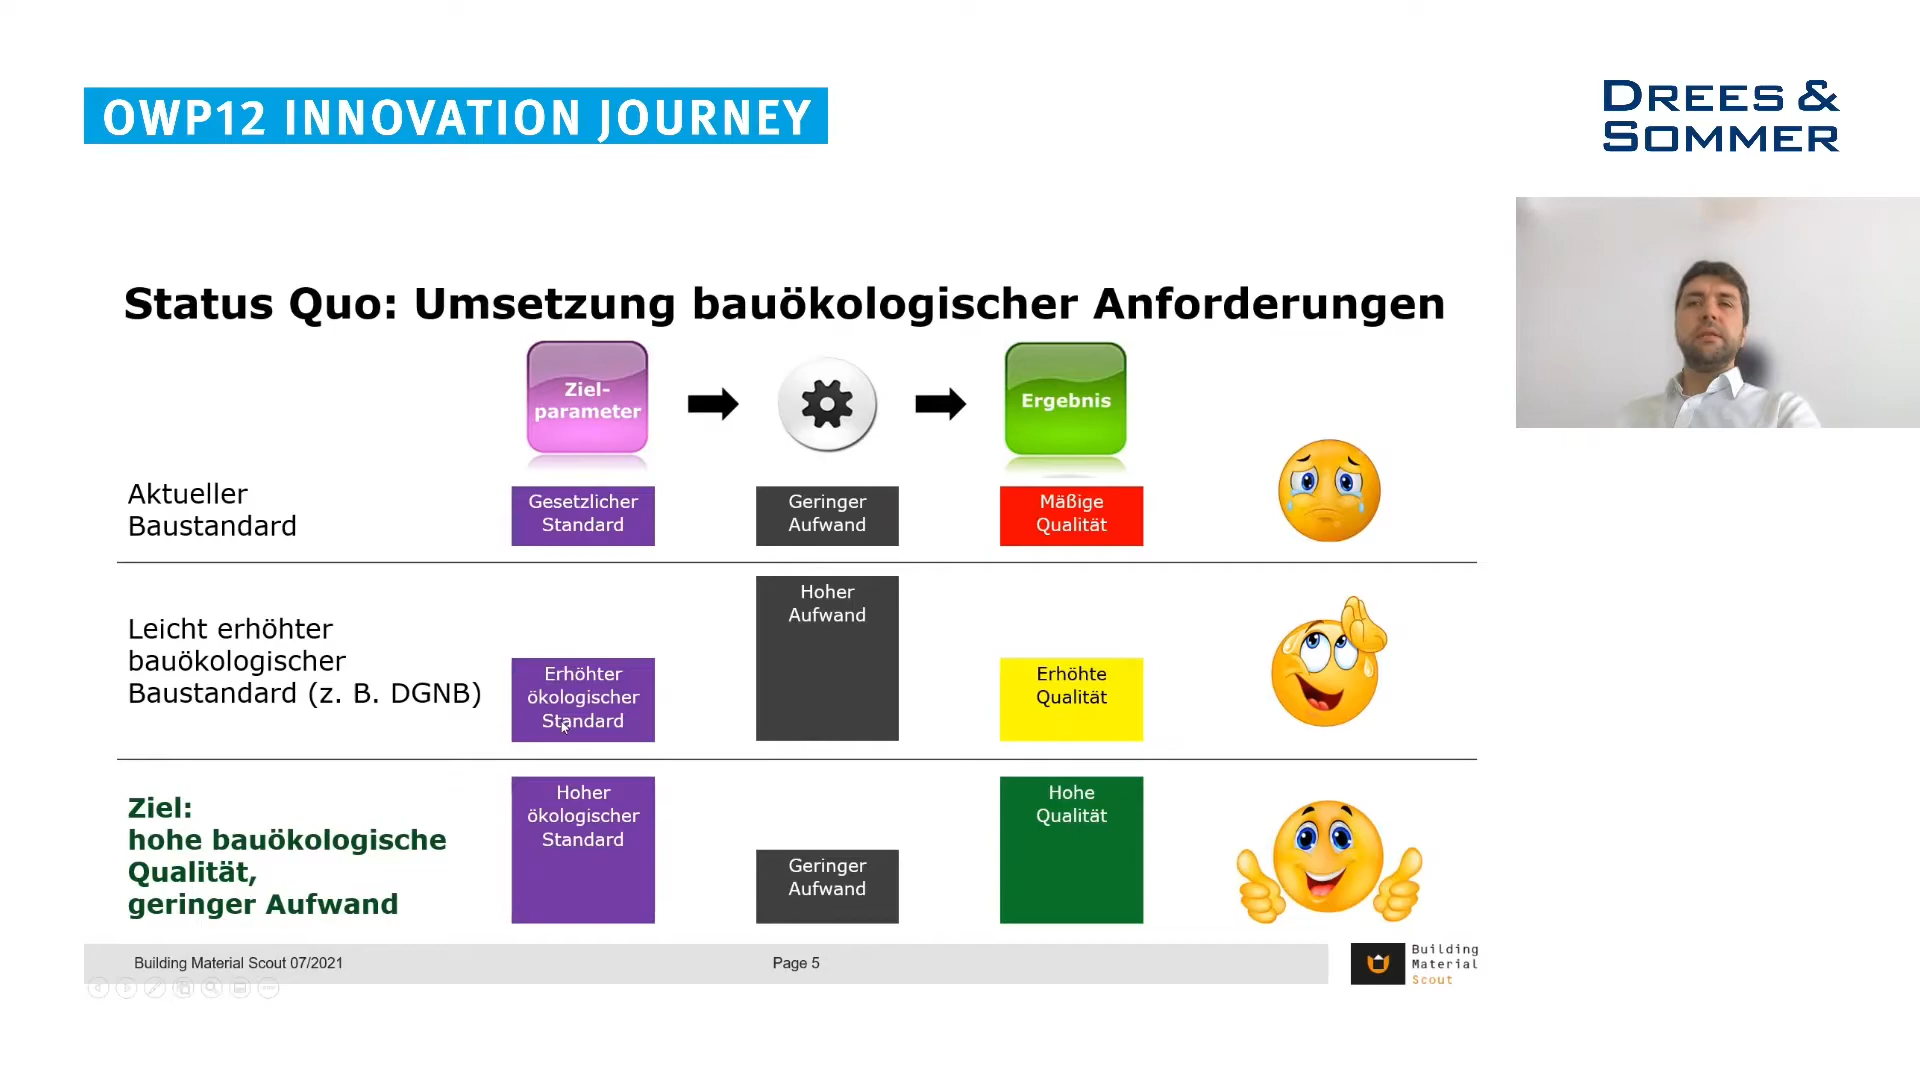 OWP12 INNOVATION JOURNEY
DREES &
SOMMER
Status Quo: Umsetzung bauökologischer Anforderungen
Ziel-
parameter
Ergebnis
Aktueller
Baustandard
Gesetzlicher
Standard
Geringer
Aufwand
Mäßige
Qualität
Leicht erhöhter
bauökologischer
Baustandard (z. B. DGNB)
Erhöhter
ökologischer
Standard
Hoher
Aufwand
Erhöhte
Qualität
Ziel:
hohe bauökologische
Qualität,
geringer Aufwand
Hoher
ökologischer
Standard
Geringer
Aufwand
Hohe
Qualität
Building Material Scout 07/2021
Page 5
Building
Material
Scout